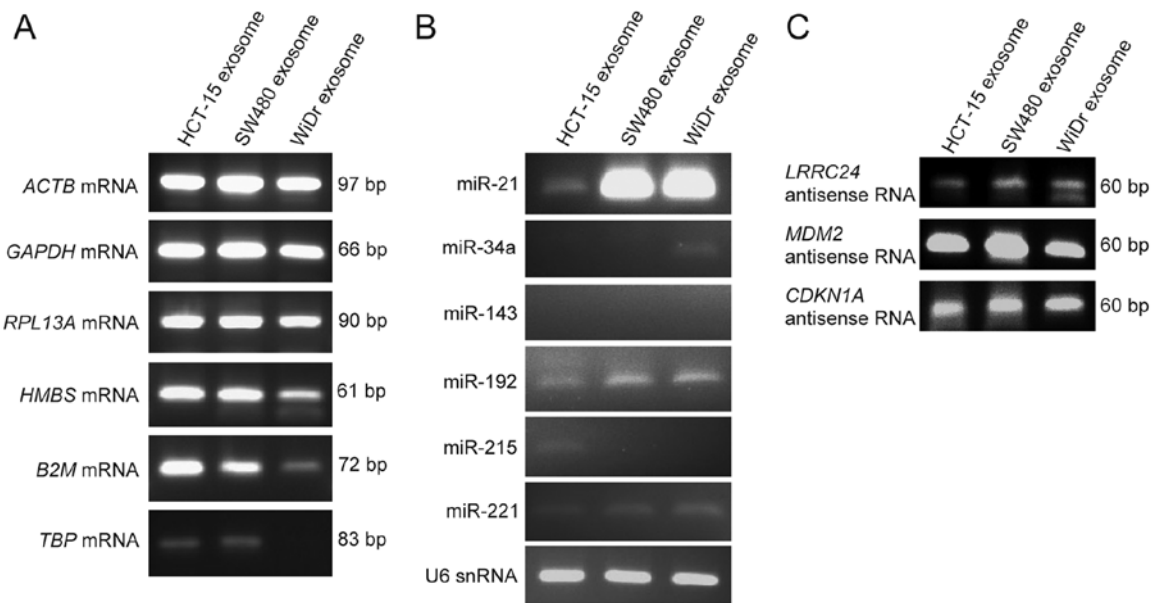 A
HCT-15 exosome
SW480 exosome
WiDr exosome
ACTB mRNA
97 bp
GAPDH mRNA
66 bp
RPL13A mRNA
90 bp
HMBS mRNA
61 bp
B2M mRNA
72 bp
TBP mRNA
83 bp
B
HCT-15 exosome
SW480 exosome
WiDr exosome
miR-21
miR-34a
miR-143
miR-192
miR-215
miR-221
U6 snRNA
C
HCT-15 exosome
SW480 exosome
WiDr exosome
LRRC24
antisense RNA
60 bp
MDM2
antisense RNA
60 bp
CDKN1A
antisense RNA
60 bp